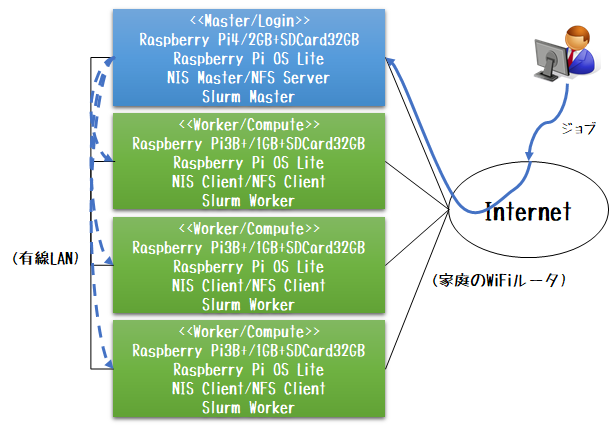 <<Master/Login>>
Raspberry Pi4/2GB+SDCard32GB
Raspberry Pi OS Lite
NIS Master/NFS Server
Slurm Master
<<Worker/Compute>>
Raspberry Pi3B+/1GB+SDCard32GB
Raspberry Pi OS Lite
NIS Client/NFS Client
Slurm Worker
<<Worker/Compute>>
Raspberry Pi3B+/1GB+SDCard32GB
Raspberry Pi OS Lite
NIS Client/NFS Client
Slurm Worker
<<Worker/Compute>>
Raspberry Pi3B+/1GB+SDCard32GB
Raspberry Pi OS Lite
NIS Client/NFS Client
Slurm Worker
(有線LAN)
ジョブ
Internet
(家庭のWiFiルータ)